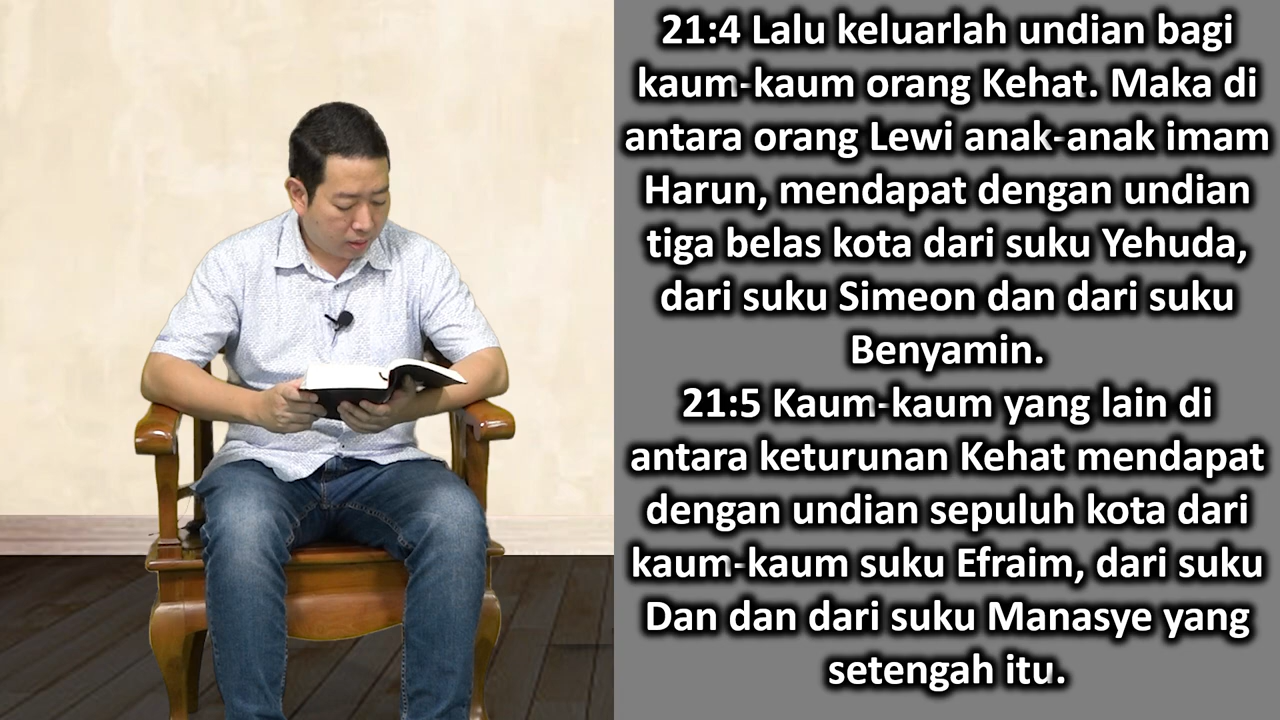 21:4 Lalu keluarlah undian bagi
kaum-kaum orang Kehat. Maka di
antara orang Lewi anak-anak imam
Harun, mendapat dengan undian
tiga belas kota dari suku Yehuda,
dari suku Simeon dan dari suku
Benyamin.
21:5 Kaum-kaum yang lain di
antara keturunan Kehat mendapat
dengan undian sepuluh kota dari
kaum-kaum suku Efraim, dari suku
Dan dan dari suku Manasye yang
setengah itu.